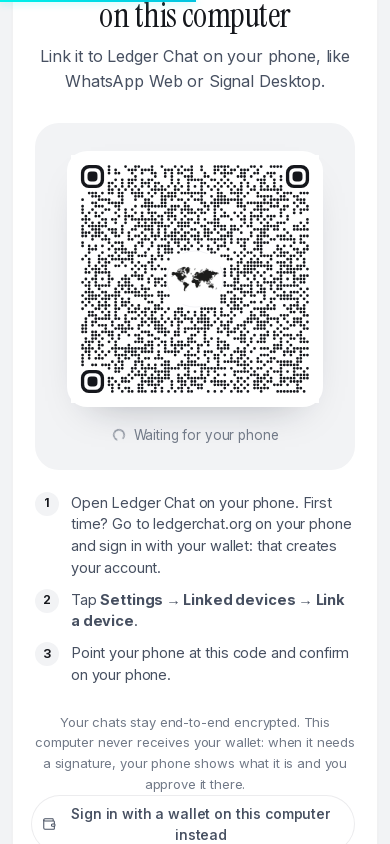 on this computer
Link it to Ledger Chat on your phone, like
WhatsApp Web or Signal Desktop.
Waiting for your phone
1 Open Ledger Chat on your phone. First
time? Go to ledgerchat.org on your phone
and sign in with your wallet: that creates
your account.
2 Tap Settings → Linked devices → Link
a device.
3 Point your phone at this code and confirm
on your phone.
Your chats stay end-to-end encrypted. This
computer never receives your wallet: when it needs
a signature, your phone shows what it is and you
approve it there.
Sign in with a wallet on this computer
instead